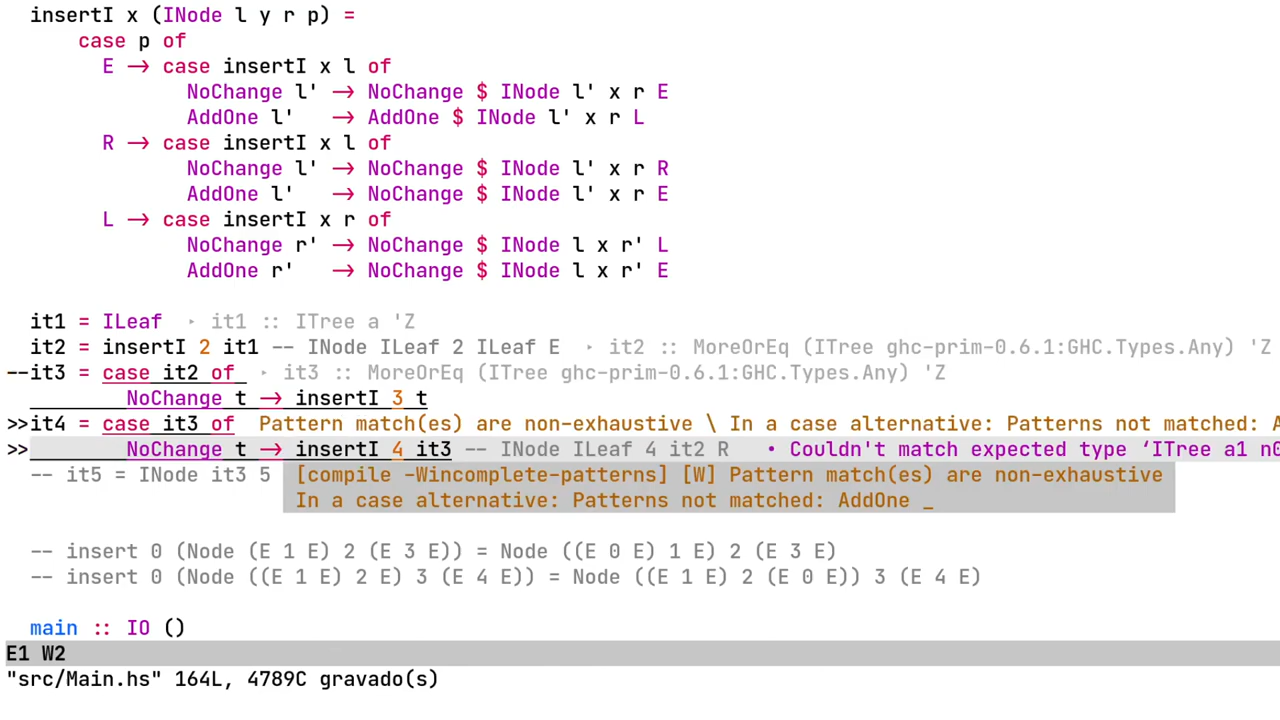 insertI x (INode l y r p) =
case p of
E → case insertI x l of
NoChange l' → NoChange $ INode l' x r E
AddOne l' → AddOne $ INode l' x r L
R → case insertI x l of
NoChange l' → NoChange $ INode l' x r R
AddOne l' → NoChange $ INode l' x r E
L → case insertI x r of
NoChange r' → NoChange $ INode l x r' L
AddOne r' → NoChange $ INode l x r' E
it1 = ILeaf ‣ it1 :: ITree a 'Z
it2 = insertI 2 it1 -- INode ILeaf 2 ILeaf E ‣ it2 :: MoreOrEq (ITree ghc-prim-0.6.1:GHC.Types.Any) 'Z
--it3 = case it2 of ‣ it3 :: MoreOrEq (ITree ghc-prim-0.6.1:GHC.Types.Any) 'Z
NoChange t → insertI 3 t
>>it4 = case it3 of Pattern match(es) are non-exhaustive \ In a case alternative: Patterns not matched: A
>> NoChange t → insertI 4 it3 -- INode ILeaf 4 it2 R • Couldn't match expected type ‘ITree a1 n0
-- it5 = INode it3 5 [compile -Wincomplete-patterns] [W] Pattern match(es) are non-exhaustive
In a case alternative: Patterns not matched: AddOne _
-- insert 0 (Node (E 1 E) 2 (E 3 E)) = Node ((E 0 E) 1 E) 2 (E 3 E)
-- insert 0 (Node ((E 1 E) 2 E) 3 (E 4 E)) = Node ((E 1 E) 2 (E 0 E)) 3 (E 4 E)
main :: IO ()
E1 W2
"src/Main.hs" 164L, 4789C gravado(s)